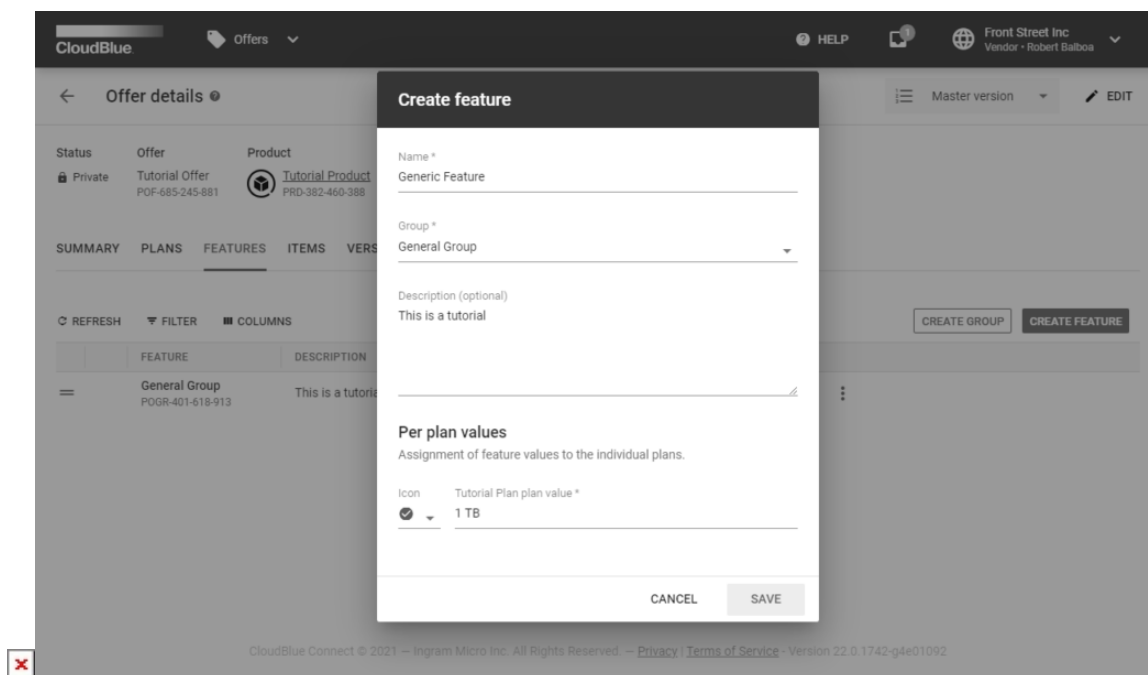 CloudBlue
Offers
HELP
1
Front Street Inc
Vendor • Robert Balboa
Offer details
Master version
EDIT
Create feature
Status
Offer
Product
Private
Tutorial Offer
POF-685-245-881
Tutorial Product
PRD-382-460-388
Name *
Generic Feature
Group *
General Group
SUMMARY PLANS FEATURES ITEMS VERS
Description (optional)
This is a tutorial
REFRESH FILTER COLUMNS
CREATE GROUP CREATE FEATURE
FEATURE DESCRIPTION
General Group
POGR-401-618-913
This is a tutoria
Per plan values
Assignment of feature values to the individual plans.
Icon
Tutorial Plan plan value *
1 TB
CANCEL SAVE
CloudBlue Connect © 2021 — Ingram Micro Inc. All Rights Reserved. — Privacy | Terms of Service - Version 22.0.1742-g4e01092